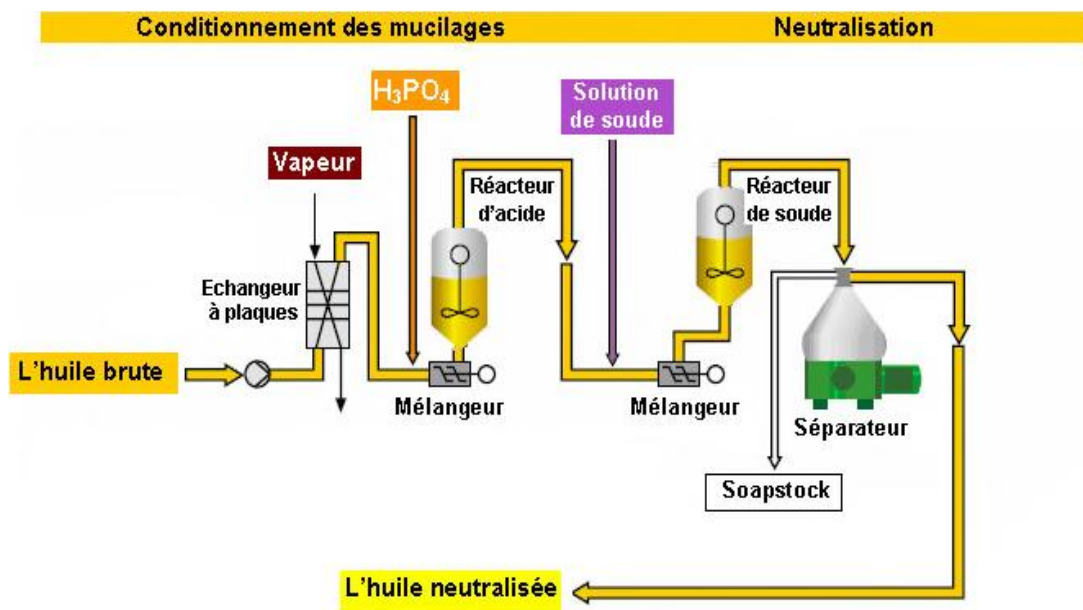 Conditionnement des mucilages
Neutralisation
H₃PO₄
Solution
de soude
Vapeur
Réacteur
d'acide
Réacteur
de soude
Echangeur
à plaques
L'huile brute
Mélangeur
Mélangeur
Séparateur
Soapstock
L'huile neutralisée